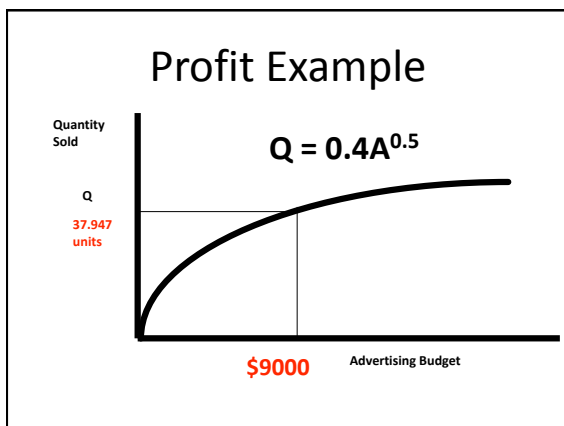 Profit Example
Quantity
Sold
Q = 0.4A^0.5
Q
37.947
units
$9000
Advertising Budget